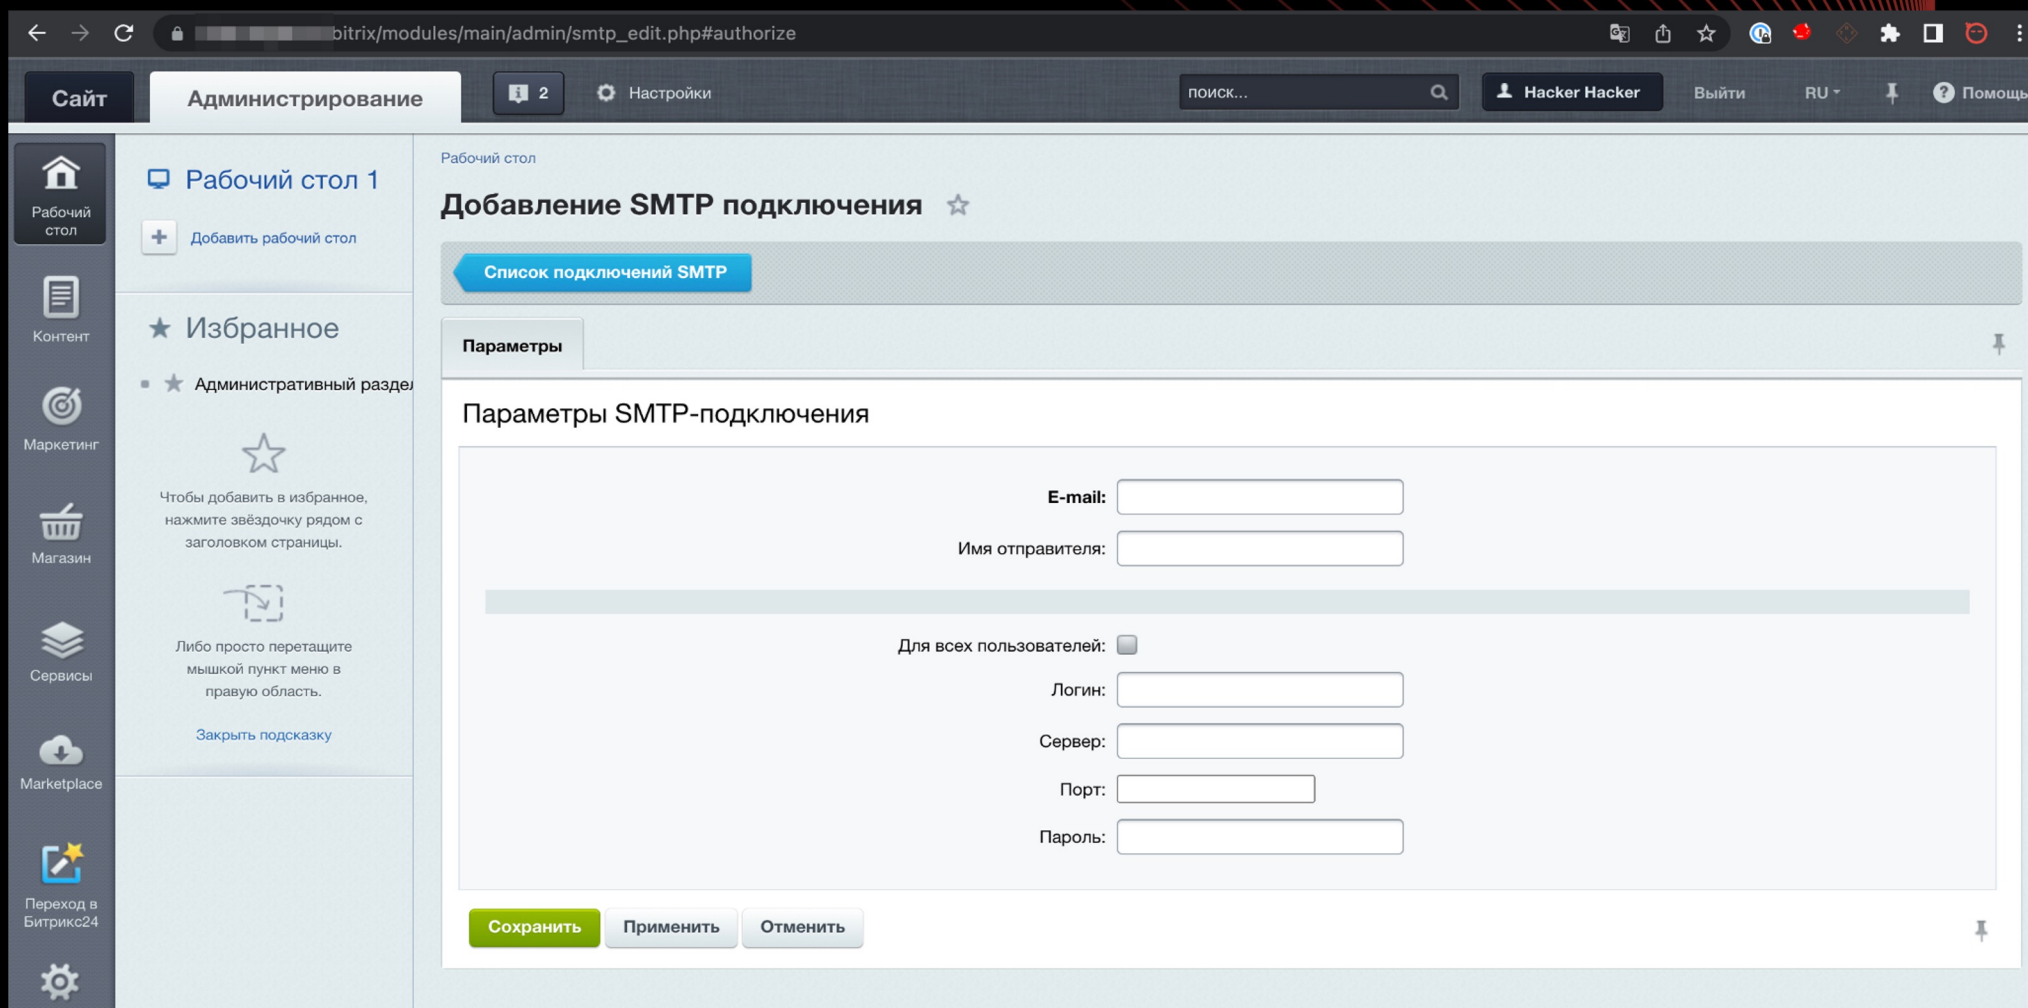 bitrix/modules/main/admin/smtp_edit.php#authorize
Сайт
Администрирование
2
Настройки
поиск...
Hacker Hacker
Выйти
RU
Помощь
Рабочий
стол
Контент
Маркетинг
Магазин
Сервисы
Marketplace
Переход в
Битрикс24
Рабочий стол 1
Добавить рабочий стол
Избранное
Административный раздел
Чтобы добавить в избранное,
нажмите звёздочку рядом с
заголовком страницы.
Либо просто перетащите
мышкой пункт меню в
правую область.
Закрыть подсказку
Рабочий стол
Добавление SMTP подключения
Список подключений SMTP
Параметры
Параметры SMTP-подключения
E-mail:
Имя отправителя:
Для всех пользователей:
Логин:
Сервер:
Порт:
Пароль:
Сохранить
Применить
Отменить